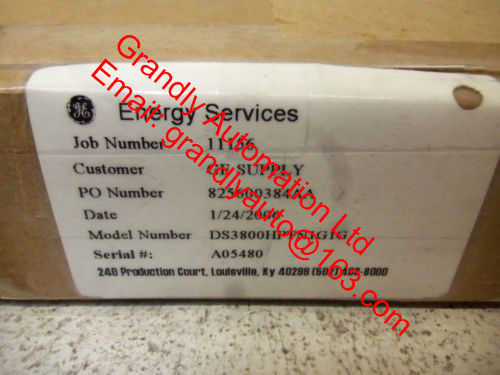 GE Energy Services
Job Number 11156
Customer GE SUPPLY
PO Number
Date 1/24/2006
Model Number
Serial #: A05480
240 Production Court, Louisville, Ky 40299 (502)
Grandly Automation Ltd
Email: grandlyauto@163.com